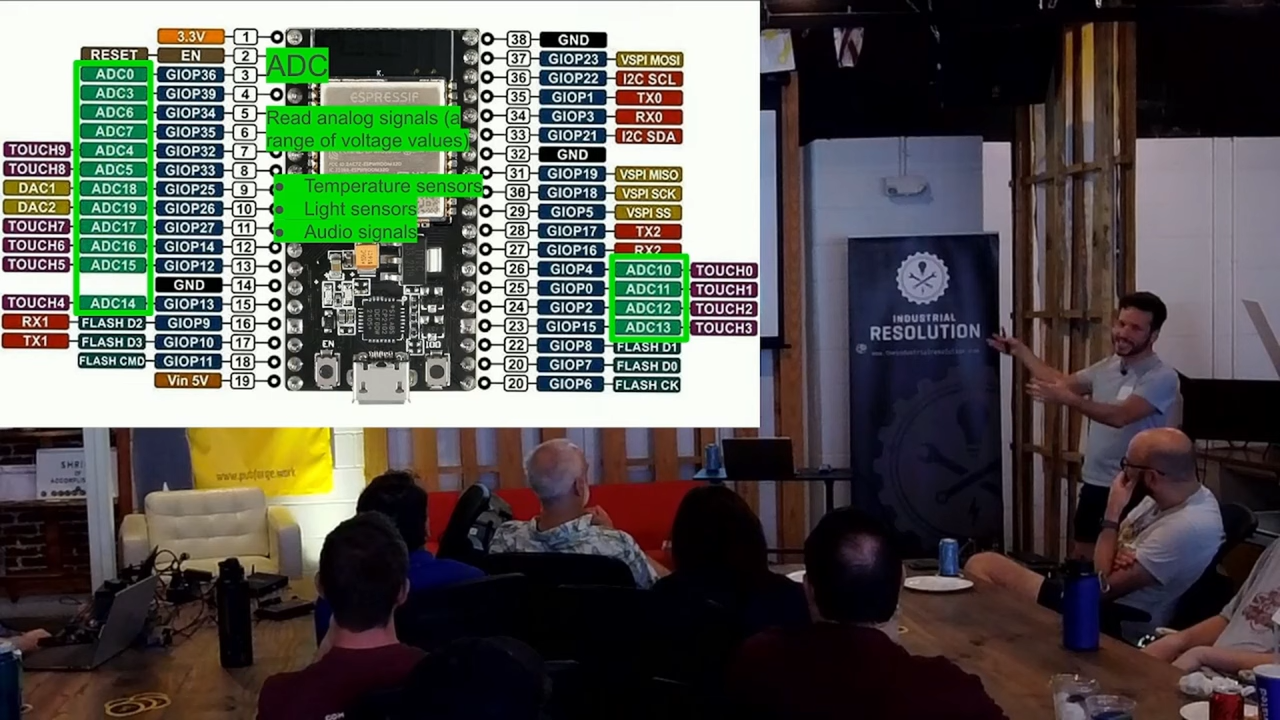 3.3V 1
RESET EN 2
ADC0 GIOP36 3
ADC3 GIOP39 4
ADC6 GIOP34 5
ADC7 GIOP35 6
TOUCH9 ADC4 GIOP32 7
TOUCH8 ADC5 GIOP33 8
DAC1 ADC18 GIOP25 9
DAC2 ADC19 GIOP26 10
TOUCH7 ADC17 GIOP27 11
TOUCH6 ADC16 GIOP14 12
TOUCH5 ADC15 GIOP12 13
GND 14
TOUCH4 ADC14 GIOP13 15
RX1 FLASH D2 GIOP9 16
TX1 FLASH D3 GIOP10 17
FLASH CMD GIOP11 18
Vin 5V 19
ADC
ESPRESSIF
Read analog signals (a
range of voltage values)
Temperature sensors
Light sensors
Audio signals
EN
38 GND
37 GIOP23 VSPI MOSI
36 GIOP22 I2C SCL
35 GIOP1 TX0
34 GIOP3 RX0
33 GIOP21 I2C SDA
32 GND
31 GIOP19 VSPI MISO
30 GIOP18 VSPI SCK
29 GIOP5 VSPI SS
28 GIOP17 TX2
27 GIOP16 RX2
26 GIOP4 ADC10 TOUCH0
25 GIOP0 ADC11 TOUCH1
24 GIOP2 ADC12 TOUCH2
23 GIOP15 ADC13 TOUCH3
22 GIOP8 FLASH D1
20 GIOP7 FLASH D0
20 GIOP6 FLASH CK
INDUSTRIAL
RESOLUTION
www.theindustrialresolution.com
www.pubforge.work